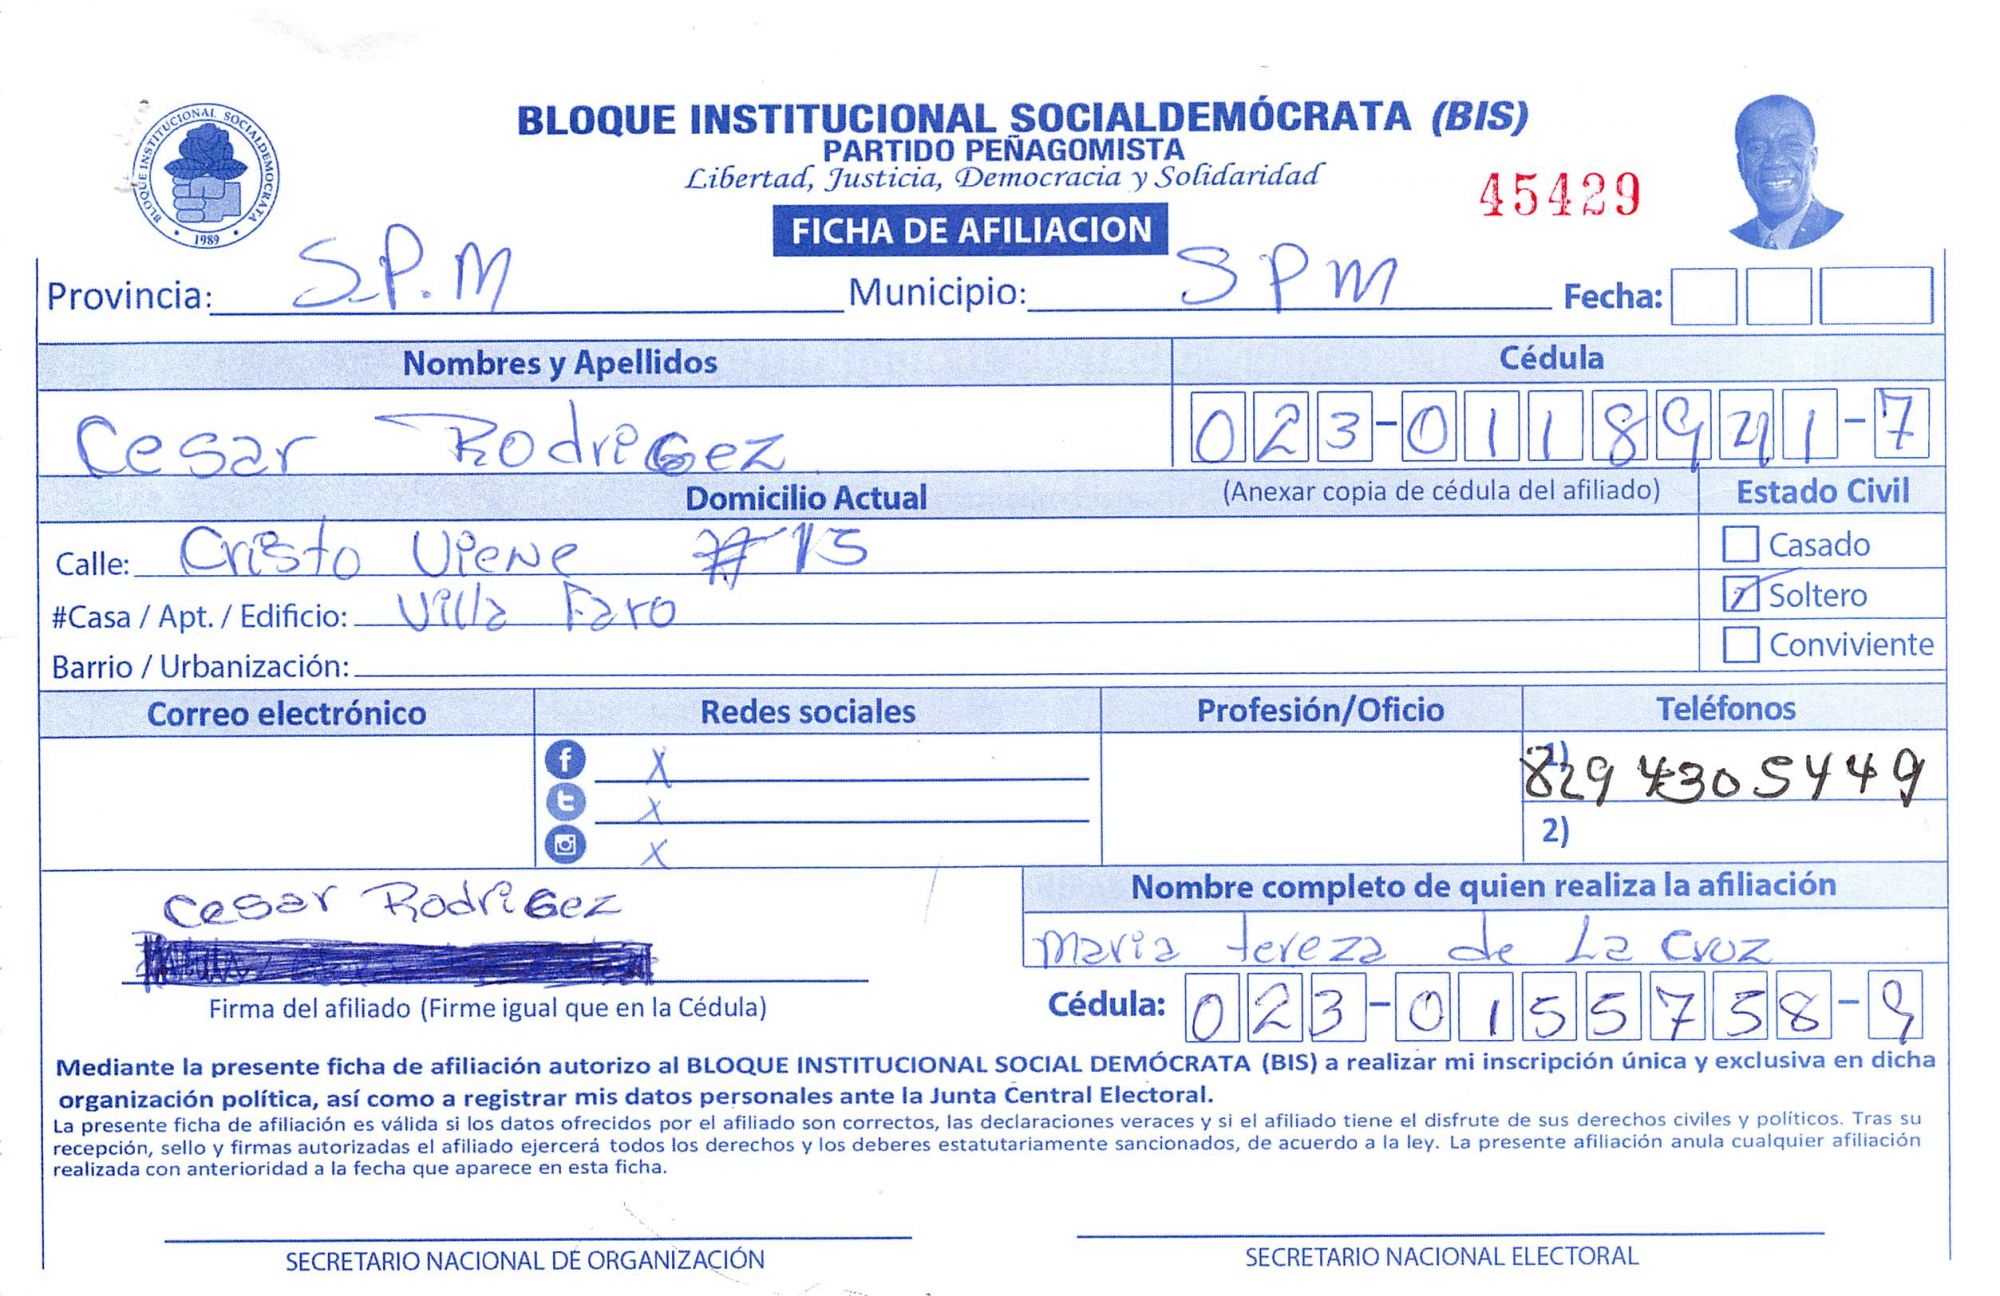 BLOQUE INSTITUCIONAL SOCIALDEMOCRATA
1989
BLOQUE INSTITUCIONAL SOCIALDEMÓCRATA (BIS)
PARTIDO PEÑAGOMISTA
Libertad, Justicia, Democracia y Solidaridad
45429
FICHA DE AFILIACION
Provincia: S.P.M Municipio: SPM Fecha:
Nombres y Apellidos Cédula
Cesar Rodriguez 023-0118941-7
Domicilio Actual (Anexar copia de cédula del afiliado) Estado Civil
Calle: Cristo Viene #15 Casado
#Casa / Apt. / Edificio: Villa Faro Soltero
Barrio / Urbanización: Conviviente
Correo electrónico Redes sociales Profesión/Oficio Teléfonos
f X 1) 829 4305449
t X
X 2)
Cesar Rodrigez
Nombre completo de quien realiza la afiliación
Maria tereza de La Cruz
Firma del afiliado (Firme igual que en la Cédula) Cédula: 023-0155758-9
Mediante la presente ficha de afiliación autorizo al BLOQUE INSTITUCIONAL SOCIAL DEMÓCRATA (BIS) a realizar mi inscripción única y exclusiva en dicha
organización política, así como a registrar mis datos personales ante la Junta Central Electoral.
La presente ficha de afiliación es válida si los datos ofrecidos por el afiliado son correctos, las declaraciones veraces y si el afiliado tiene el disfrute de sus derechos civiles y políticos. Tras su
recepción, sello y firmas autorizadas el afiliado ejercerá todos los derechos y los deberes estatutariamente sancionados, de acuerdo a la ley. La presente afiliación anula cualquier afiliación
realizada con anterioridad a la fecha que aparece en esta ficha.
SECRETARIO NACIONAL DE ORGANIZACIÓN SECRETARIO NACIONAL ELECTORAL